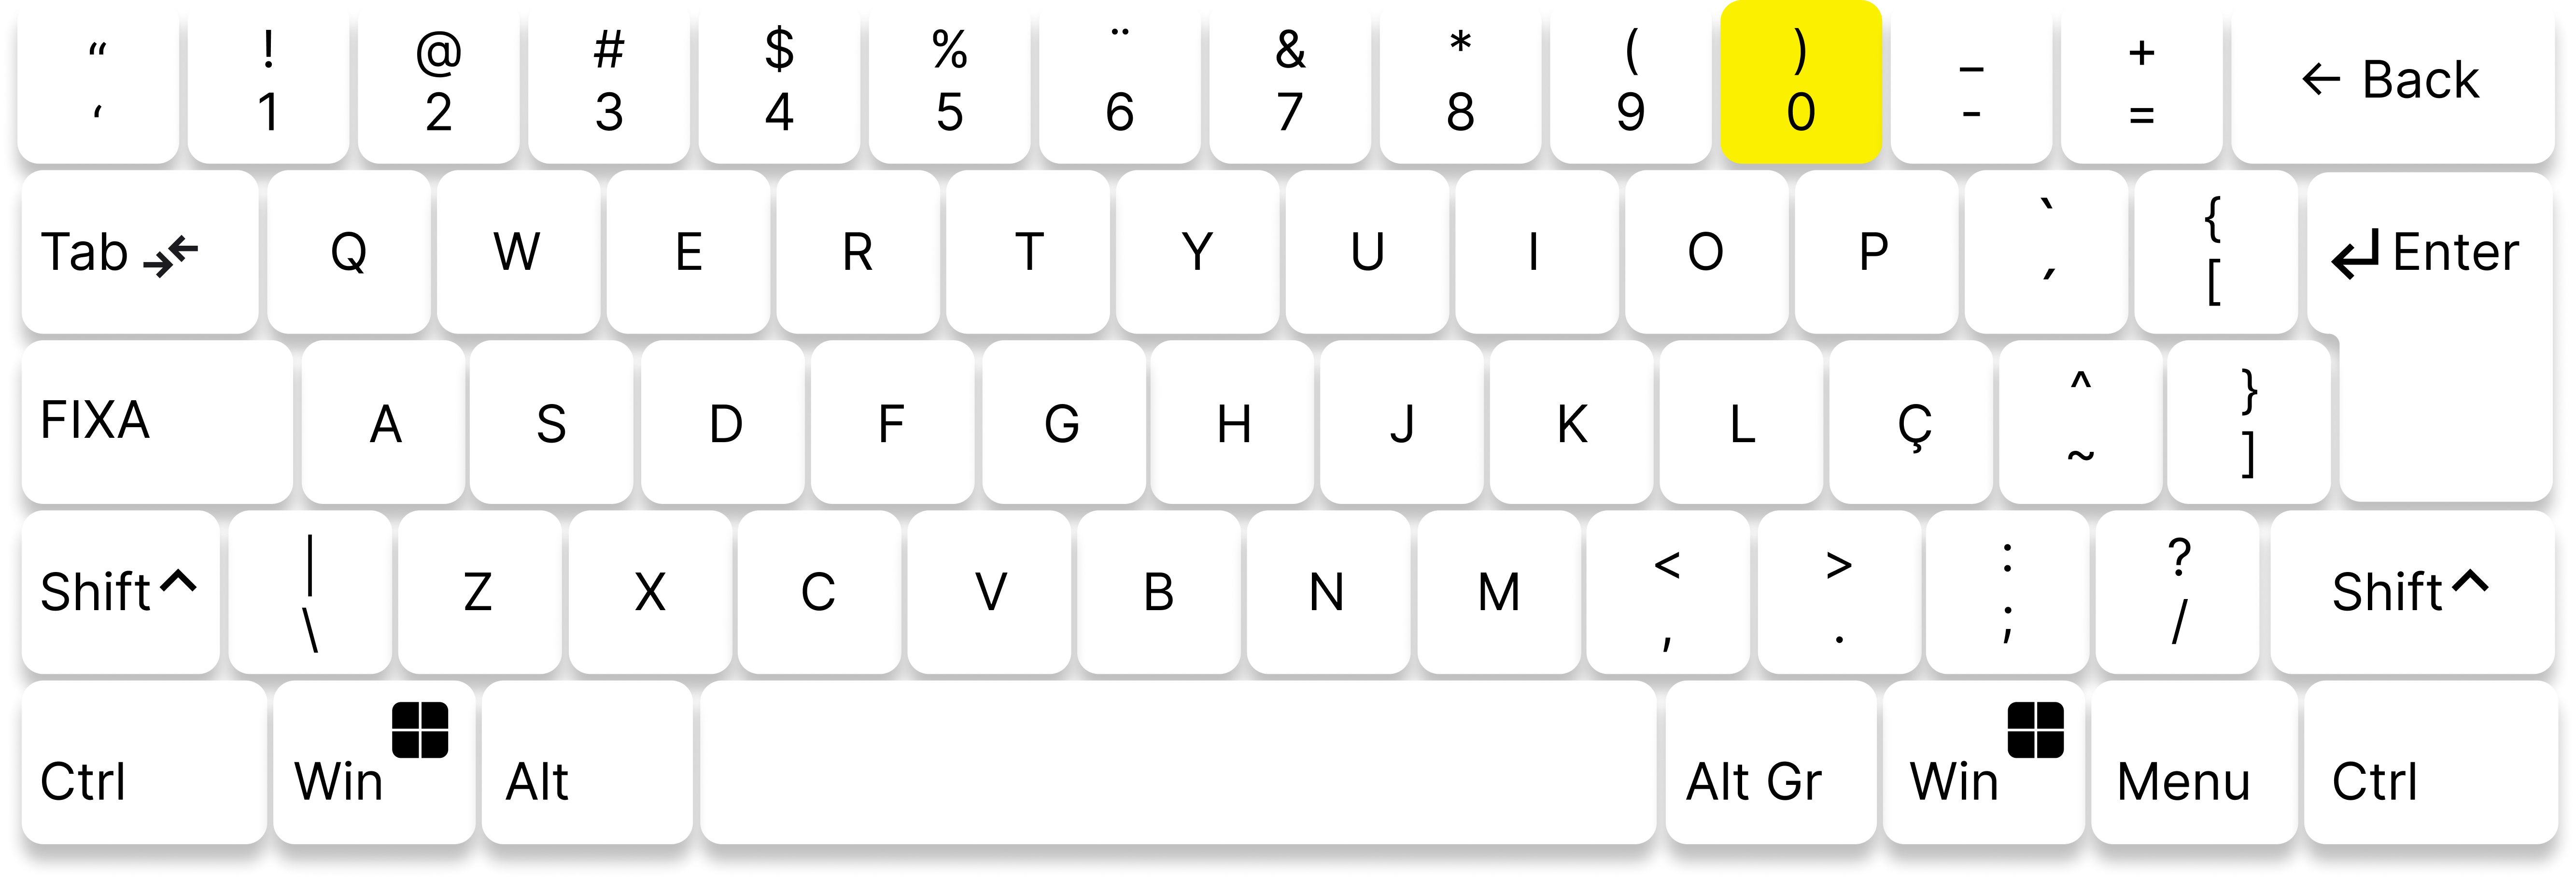 “ ! @ # $ % ¨ & * ( ) _ + ← Back
‘ 1 2 3 4 5 6 7 8 9 0 - =
Tab Q W E R T Y U I O P ` { Enter
´ [
FIXA A S D F G H J K L Ç ^ }
~ ]
Shift | Z X C V B N M < > : ? Shift
\ , . ; /
Ctrl Win Alt Alt Gr Win Menu Ctrl